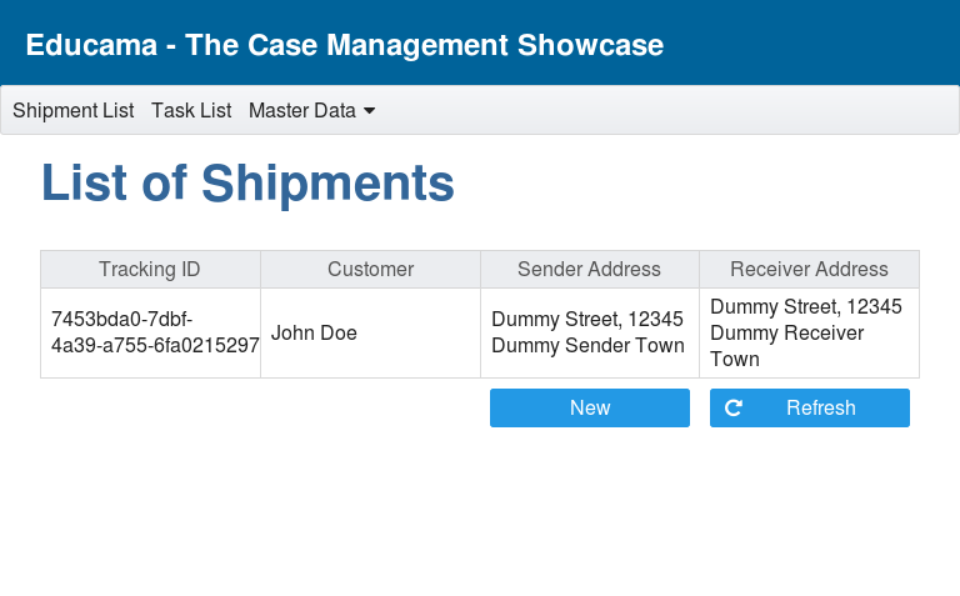 Educama - The Case Management Showcase
Shipment List Task List Master Data
List of Shipments
Tracking ID Customer Sender Address Receiver Address
7453bda0-7dbf-
4a39-a755-6fa0215297
John Doe
Dummy Street, 12345
Dummy Sender Town
Dummy Street, 12345
Dummy Receiver
Town
New Refresh